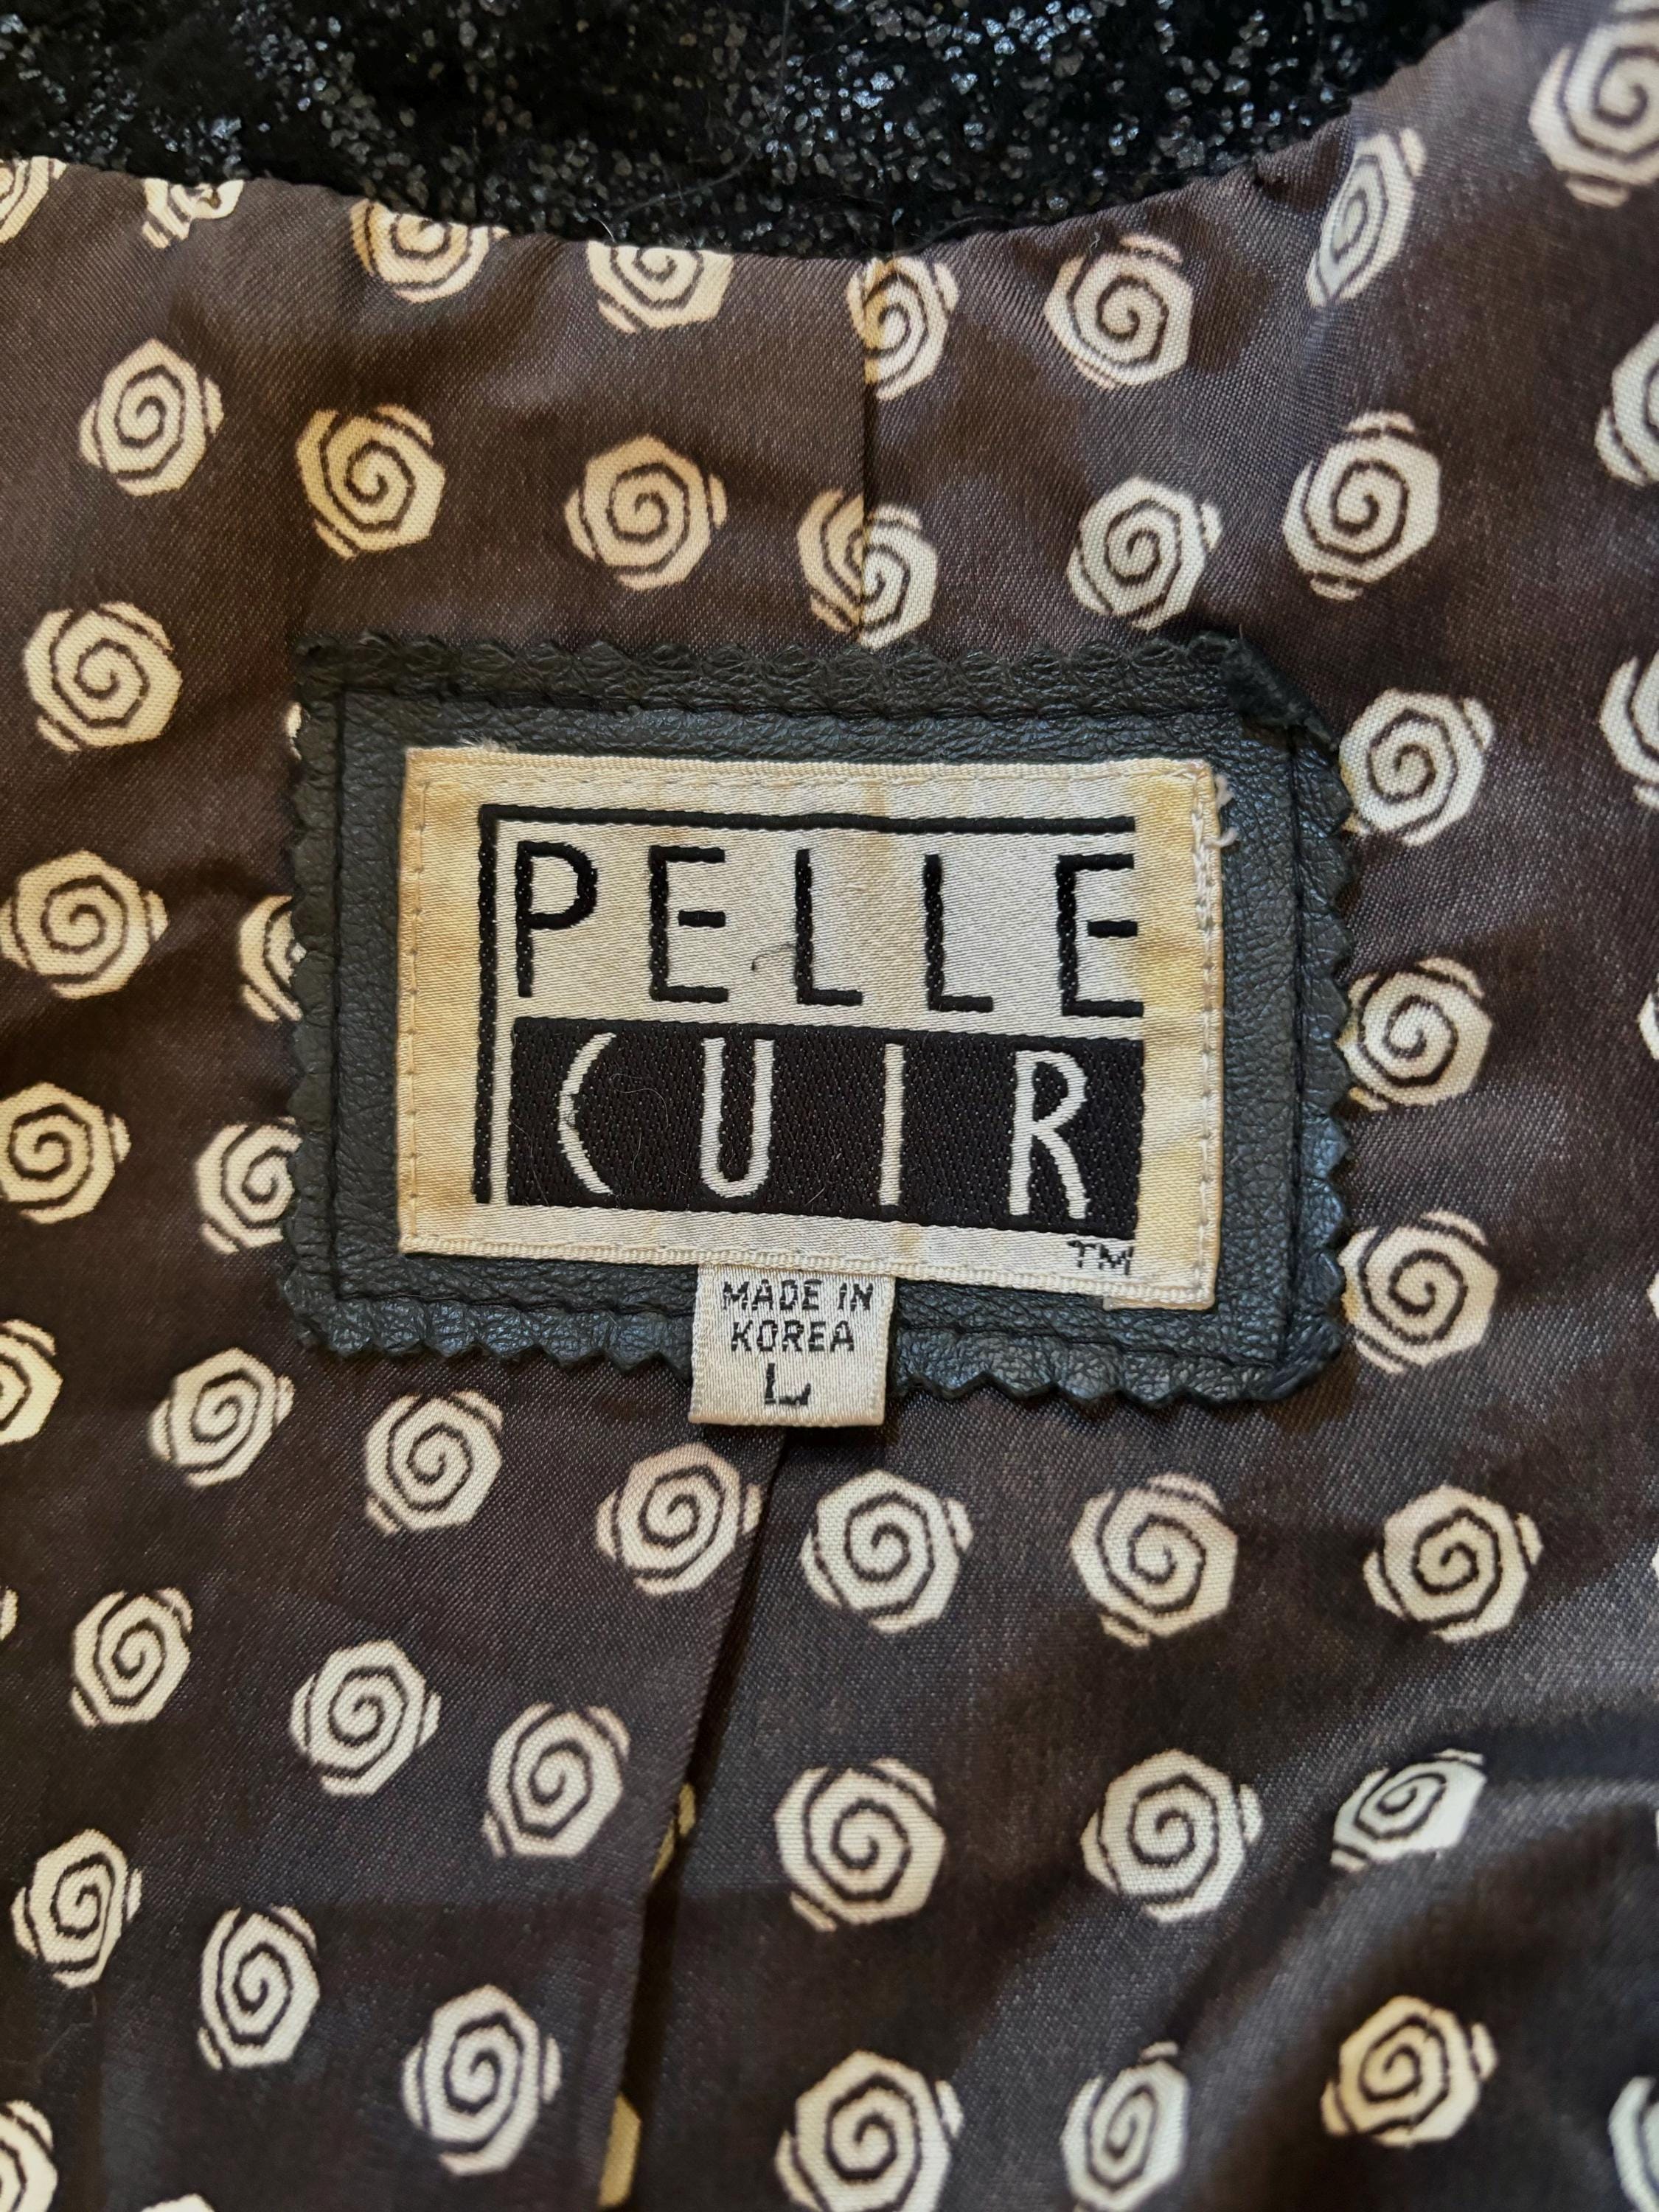 PELLE
CUIR
TM
MADE IN
KOREA
L